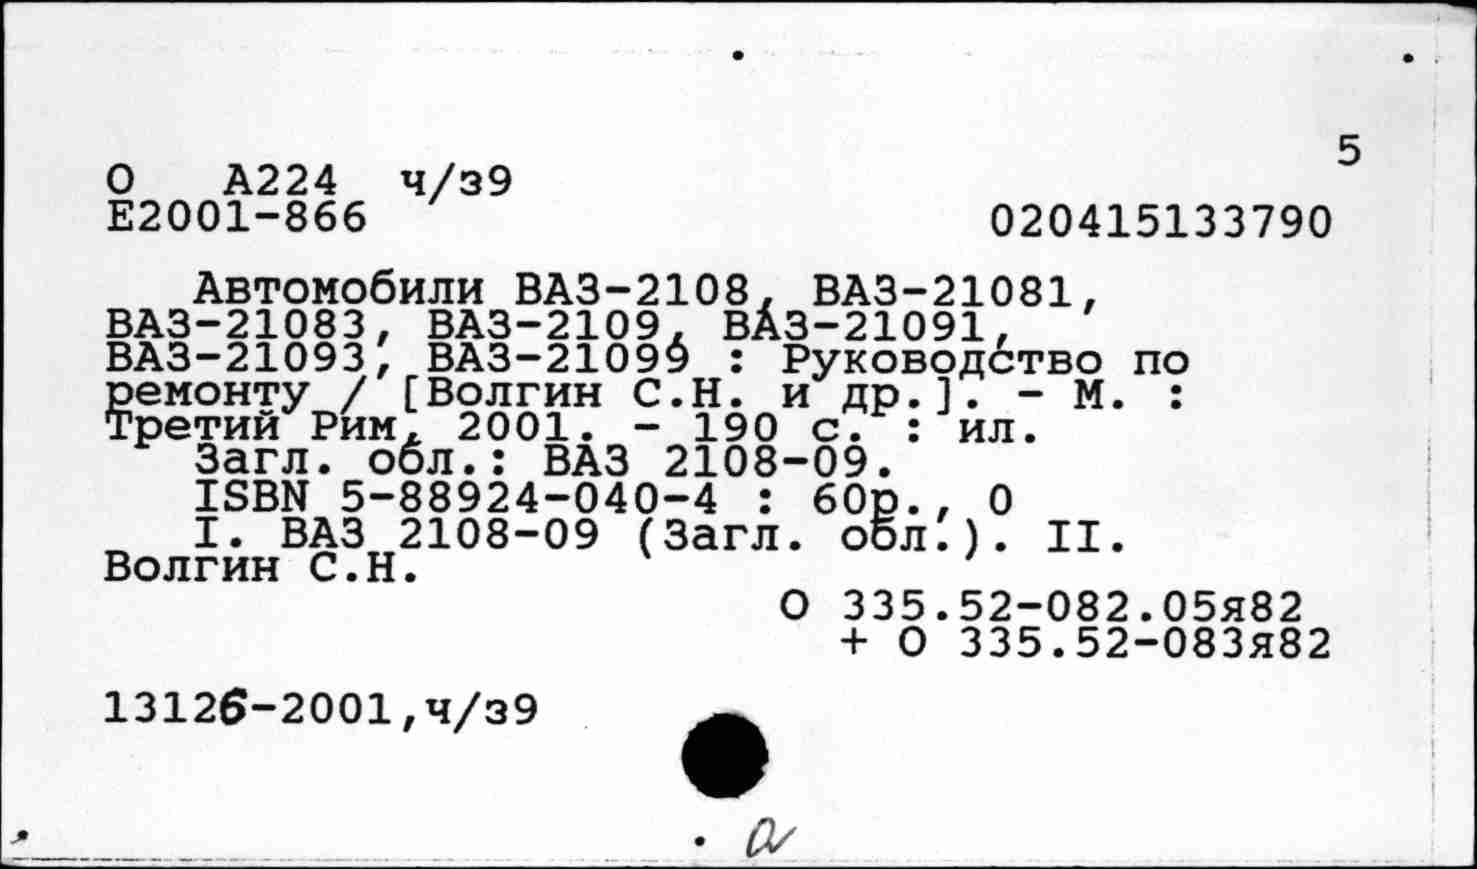 5
О А224 ч/з9
Е2001-866
020415133790
Автомобили ВАЗ-2108, ВАЗ-21081,
ВАЗ-21083, ВАЗ-2109, ВАЗ-21091,
ВАЗ-21093, ВАЗ-21099 : Руководство по
ремонту / [Волгин С.Н. и др.]. - М. :
Третий Рим, 2001. - 190 с. : ил.
Загл. обл.: ВАЗ 2108-09.
ISBN 5-88924-040-4 : 60р., 0
I. ВАЗ 2108-09 (Загл. обл.). II.
Волгин С.Н.
О 335.52-082.05я82
+ О 335.52-083я82
13126-2001,ч/з9